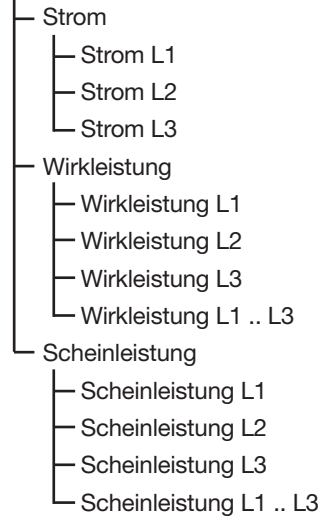 Strom
Strom L1
Strom L2
Strom L3
Wirkleistung
Wirkleistung L1
Wirkleistung L2
Wirkleistung L3
Wirkleistung L1 .. L3
Scheinleistung
Scheinleistung L1
Scheinleistung L2
Scheinleistung L3
Scheinleistung L1 .. L3